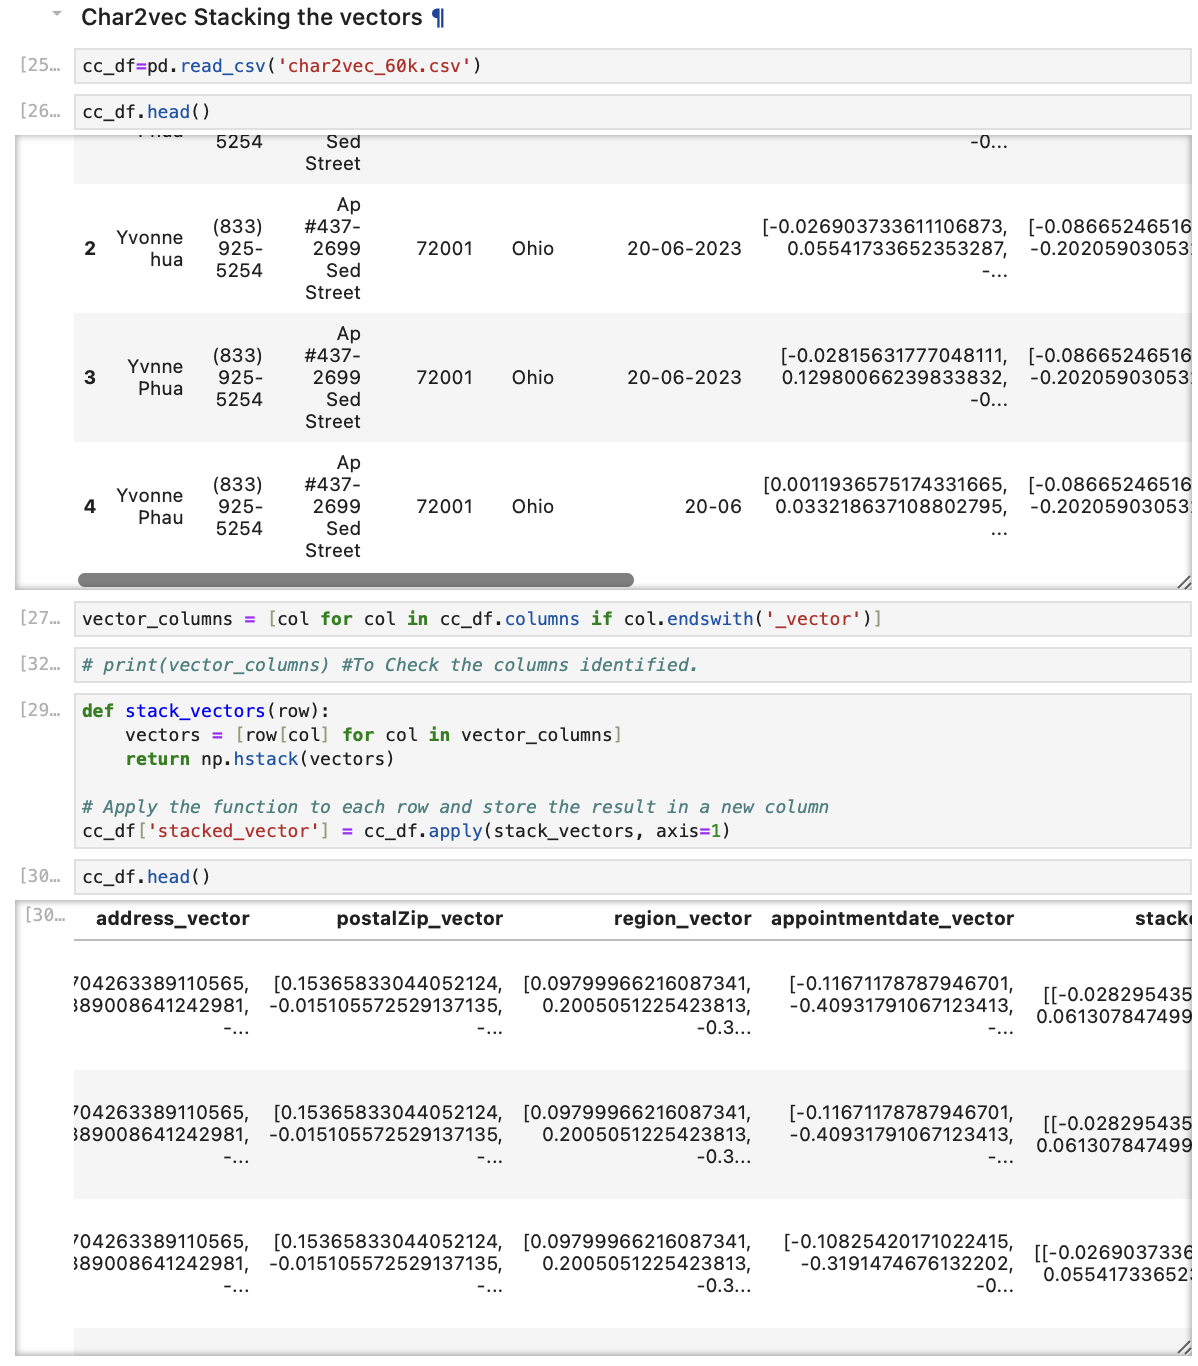 Char2vec Stacking the vectors ¶
[25… cc_df=pd.read_csv('char2vec_60k.csv')
[26… cc_df.head()
5254 Sed -0...
Street
Ap
Yvonne (833) #437- [-0.026903733611106873, [-0.08665246516
2 hua 925- 2699 72001 Ohio 20-06-2023 0.05541733652353287, -0.20205903053
5254 Sed -...
Street
Ap
Yvnne (833) #437- [-0.02815631777048111, [-0.08665246516
3 Phua 925- 2699 72001 Ohio 20-06-2023 0.12980066239833832, -0.20205903053
5254 Sed -0...
Street
Ap
Yvonne (833) #437- [0.0011936575174331665, [-0.08665246516
4 Phau 925- 2699 72001 Ohio 20-06 0.033218637108802795, -0.20205903053
5254 Sed ...
Street
[27… vector_columns = [col for col in cc_df.columns if col.endswith('_vector')]
[32… # print(vector_columns) #To Check the columns identified.
[29… def stack_vectors(row):
vectors = [row[col] for col in vector_columns]
return np.hstack(vectors)
# Apply the function to each row and store the result in a new column
cc_df['stacked_vector'] = cc_df.apply(stack_vectors, axis=1)
[30… cc_df.head()
[30… address_vector postalZip_vector region_vector appointmentdate_vector
704263389110565, [0.15365833044052124, [0.09799966216087341, [-0.11671178787946701, [[-0.028295435
889008641242981, -0.015105572529137135, 0.2005051225423813, -0.40931791067123413, 0.061307847499
-... -... -0.3... -...
704263389110565, [0.15365833044052124, [0.09799966216087341, [-0.11671178787946701, [[-0.028295435
889008641242981, -0.015105572529137135, 0.2005051225423813, -0.40931791067123413, 0.061307847499
-... -... -0.3... -...
704263389110565, [0.15365833044052124, [0.09799966216087341, [-0.10825420171022415, [[-0.0269037336
889008641242981, -0.015105572529137135, 0.2005051225423813, -0.3191474676132202, 0.05541733652
-... -... -0.3... -0...